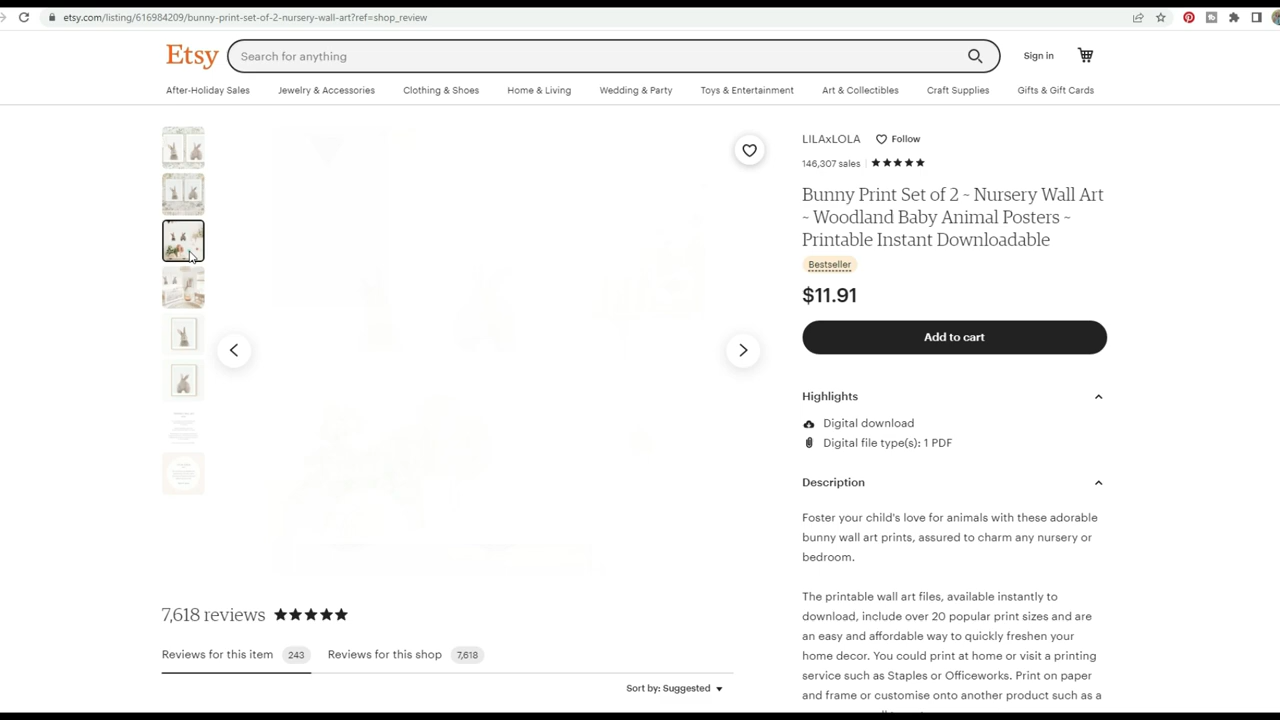 etsy.com/listing/616984209/bunny-print-set-of-2-nursery-wall-art?ref=shop_review
Etsy
Search for anything
Sign in
After-Holiday Sales
Jewelry & Accessories
Clothing & Shoes
Home & Living
Wedding & Party
Toys & Entertainment
Art & Collectibles
Craft Supplies
Gifts & Gift Cards
LILAxLOLA
Follow
146,307 sales
Bunny Print Set of 2 ~ Nursery Wall Art
~ Woodland Baby Animal Posters ~
Printable Instant Downloadable
Bestseller
$11.91
Add to cart
Highlights
Digital download
Digital file type(s): 1 PDF
Description
Foster your child's love for animals with these adorable
bunny wall art prints, assured to charm any nursery or
bedroom.
The printable wall art files, available instantly to
download, include over 20 popular print sizes and are
an easy and affordable way to quickly freshen your
home decor. You could print at home or visit a printing
service such as Staples or Officeworks. Print on paper
and frame or customise onto another product such as a
7,618 reviews
Reviews for this item 243
Reviews for this shop 7,618
Sort by: Suggested